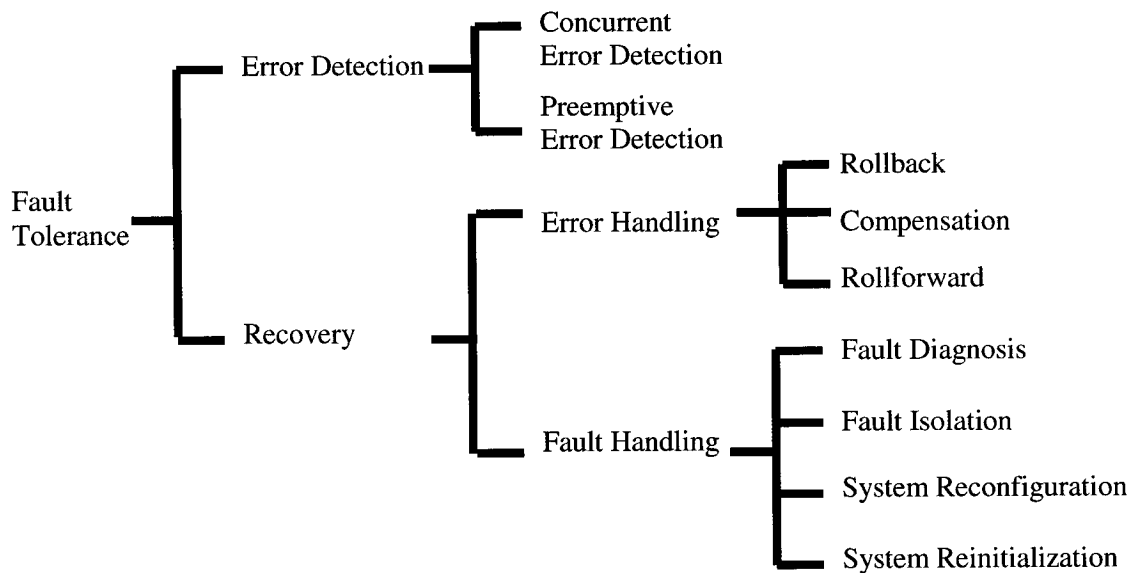 Fault
Tolerance
Error Detection
Concurrent
Error Detection
Preemptive
Error Detection
Recovery
Error Handling
Rollback
Compensation
Rollforward
Fault Handling
Fault Diagnosis
Fault Isolation
System Reconfiguration
System Reinitialization